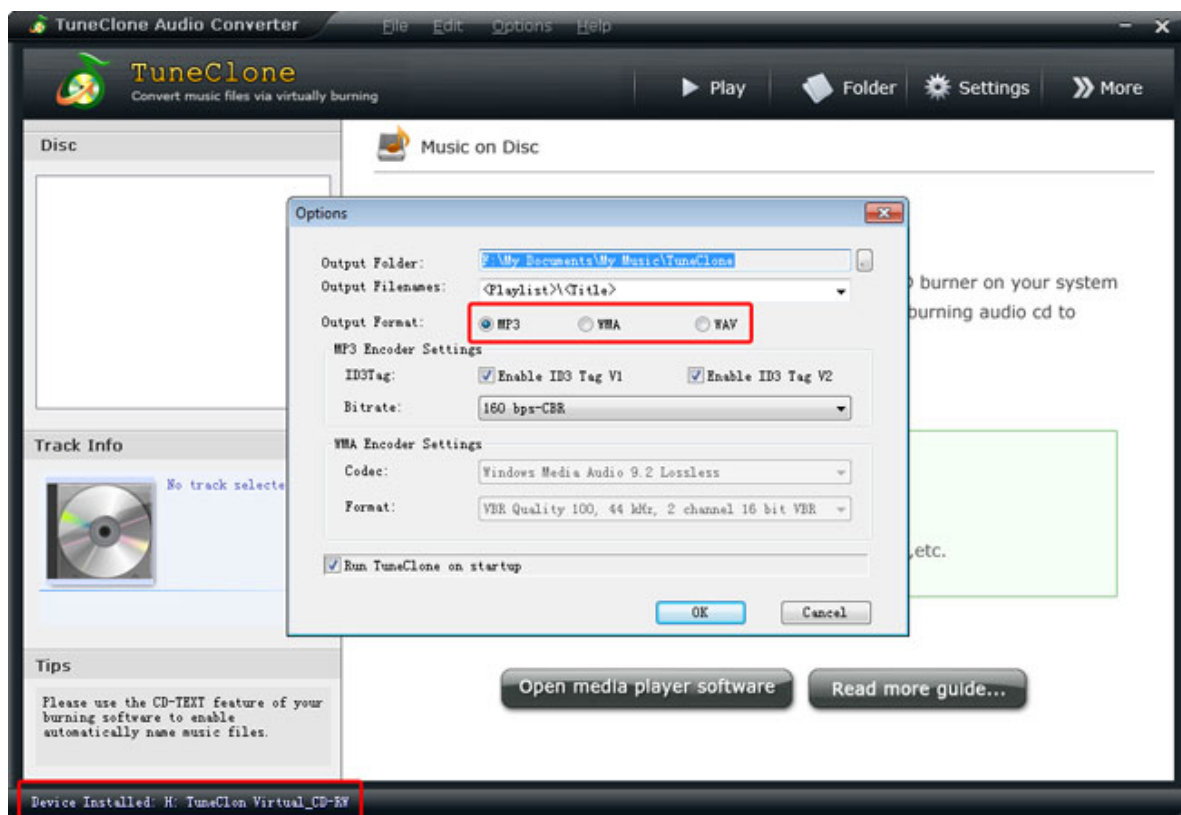 TuneClone Audio Converter
File Edit Options Help
TuneClone
Convert music files via virtually burning
Play Folder Settings More
Disc
Music on Disc
Options
Output Folder: F:\My Documents\My Music\TuneClone
Output Filenames: <Playlist>\<Title>
burner on your system
Output Format: MP3 WMA WAV
burning audio cd to
MP3 Encoder Settings
ID3Tag: Enable ID3 Tag V1 Enable ID3 Tag V2
Bitrate: 160 bps-CBR
Track Info
WMA Encoder Settings
Codec: Windows Media Audio 9.2 Lossless
No track selecte
Format: VBR Quality 100, 44 kHz, 2 channel 16 bit VBR
,etc.
Run TuneClone on startup
OK Cancel
Tips
Please use the CD-TEXT feature of your
burning software to enable
automatically name music files.
Open media player software Read more guide...
Device Installed: H: TuneClon Virtual_CD-RW